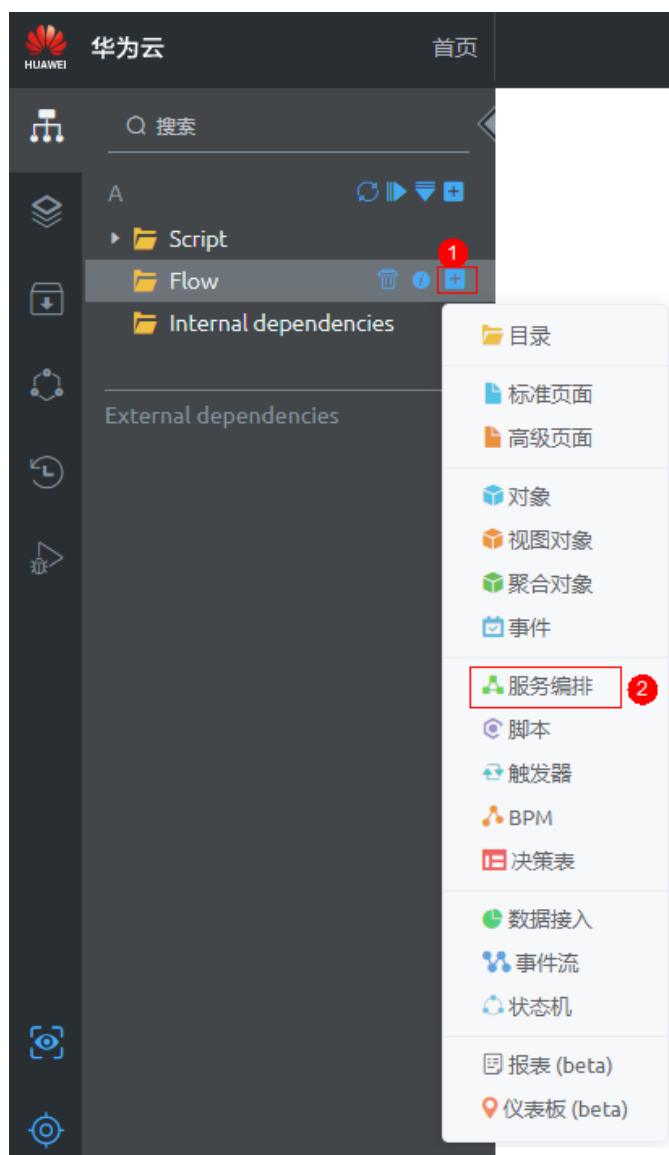 HUAWEI
华为云
首页
搜索
A
Script
1
Flow
Internal dependencies
External dependencies
目录
标准页面
高级页面
对象
视图对象
聚合对象
事件
服务编排
2
脚本
触发器
BPM
决策表
数据接入
事件流
状态机
报表 (beta)
仪表板 (beta)